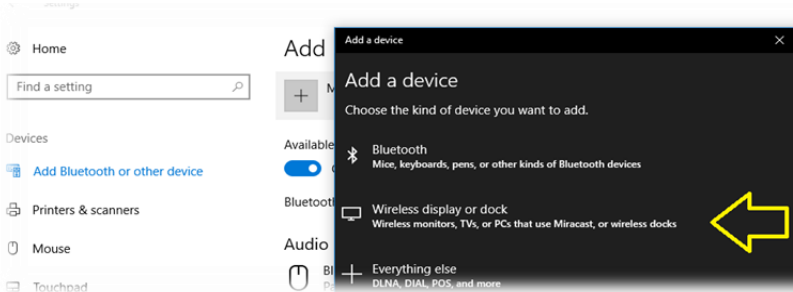 Settings
Home
Find a setting
Devices
Add Bluetooth or other device
Printers & scanners
Mouse
Touchpad
Add
M
Available
Bluetoot
Audio
Bl
Add a device
Add a device
Choose the kind of device you want to add.
Bluetooth
Mice, keyboards, pens, or other kinds of Bluetooth devices
Wireless display or dock
Wireless monitors, TVs, or PCs that use Miracast, or wireless docks
Everything else
DLNA, DIAL, POS, and more